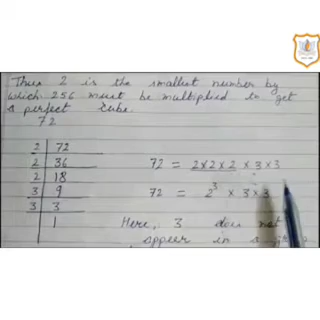 Thus 2 is the smallest number by
which 256 must be multiplied to get
a perfect cube.
72
2 72
2 36
2 18
3 9
3 3
1
72 = 2×2×2 × 3×3
72 = 2³ × 3×3
Here, 3 does not
appear in a